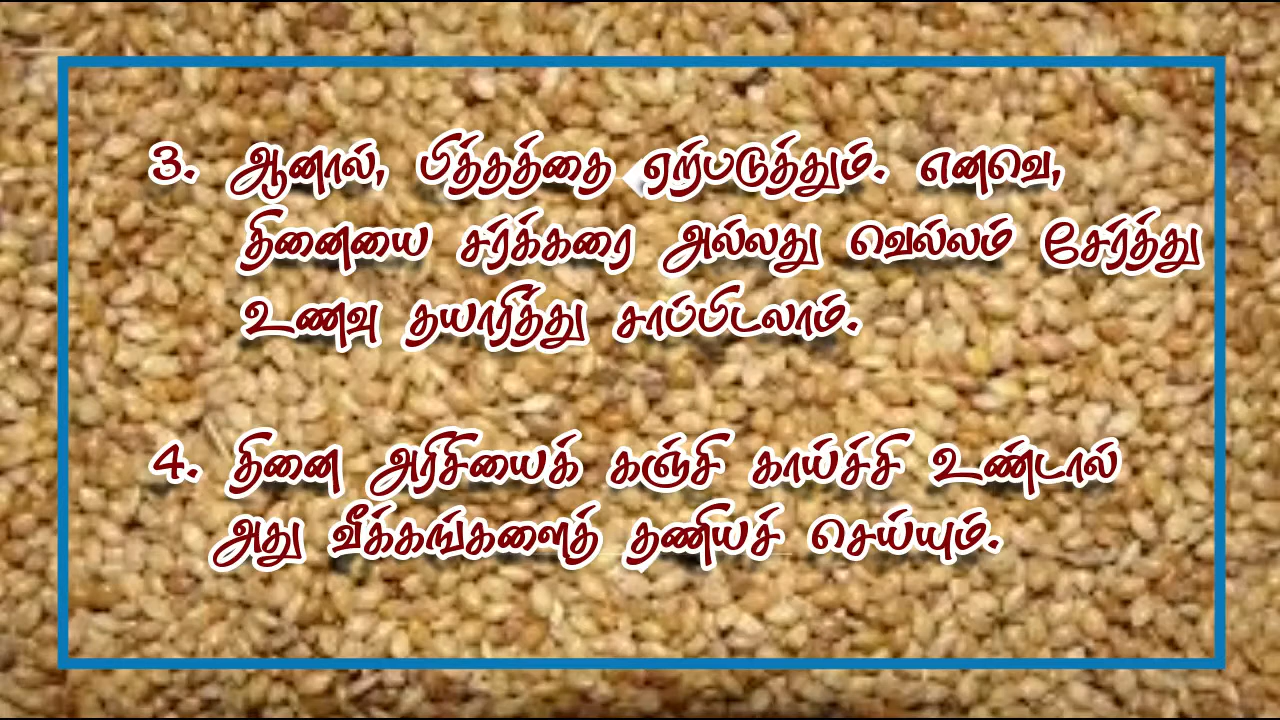 3. ஆனால், பித்தத்தை ஏற்படுத்தும். எனவெ,
தினையை சர்க்கரை அல்லது வெல்லம் சேர்த்து
உணவு தயாரித்து சாப்பிடலாம்.
4. தினை அரிசியைக் கஞ்சி காய்ச்சி உண்டால்
அது வீக்கங்களைத் தணியச் செய்யும்.